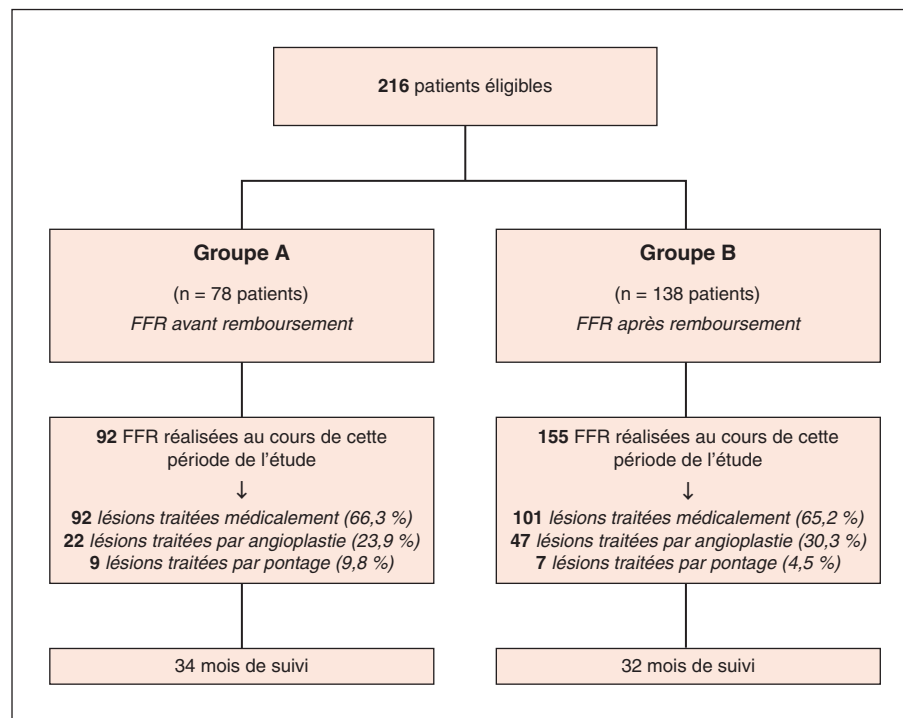 216 patients éligibles
Groupe A
(n = 78 patients)
FFR avant remboursement
Groupe B
(n = 138 patients)
FFR après remboursement
92 FFR réalisées au cours de cette
période de l'étude
↓
92 lésions traitées médicalement (66,3 %)
22 lésions traitées par angioplastie (23,9 %)
9 lésions traitées par pontage (9,8 %)
155 FFR réalisées au cours de cette
période de l'étude
↓
101 lésions traitées médicalement (65,2 %)
47 lésions traitées par angioplastie (30,3 %)
7 lésions traitées par pontage (4,5 %)
34 mois de suivi
32 mois de suivi